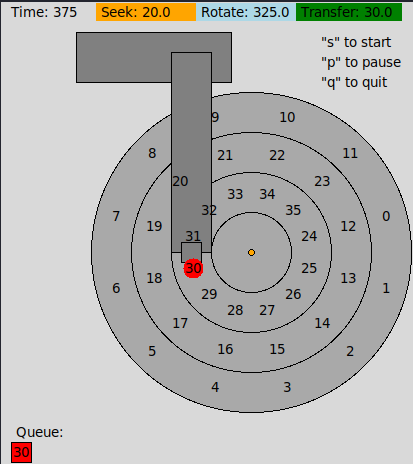 Time: 375 Seek: 20.0 Rotate: 325.0 Transfer: 30.0
"s" to start
"p" to pause
"q" to quit
9 10
8 11
21 22
20 23
33 34
7 32 35 0
19 12
31 24
30 25
18 13
6 29 26 1
28 27
17 14
5 16 15 2
4 3
Queue:
30